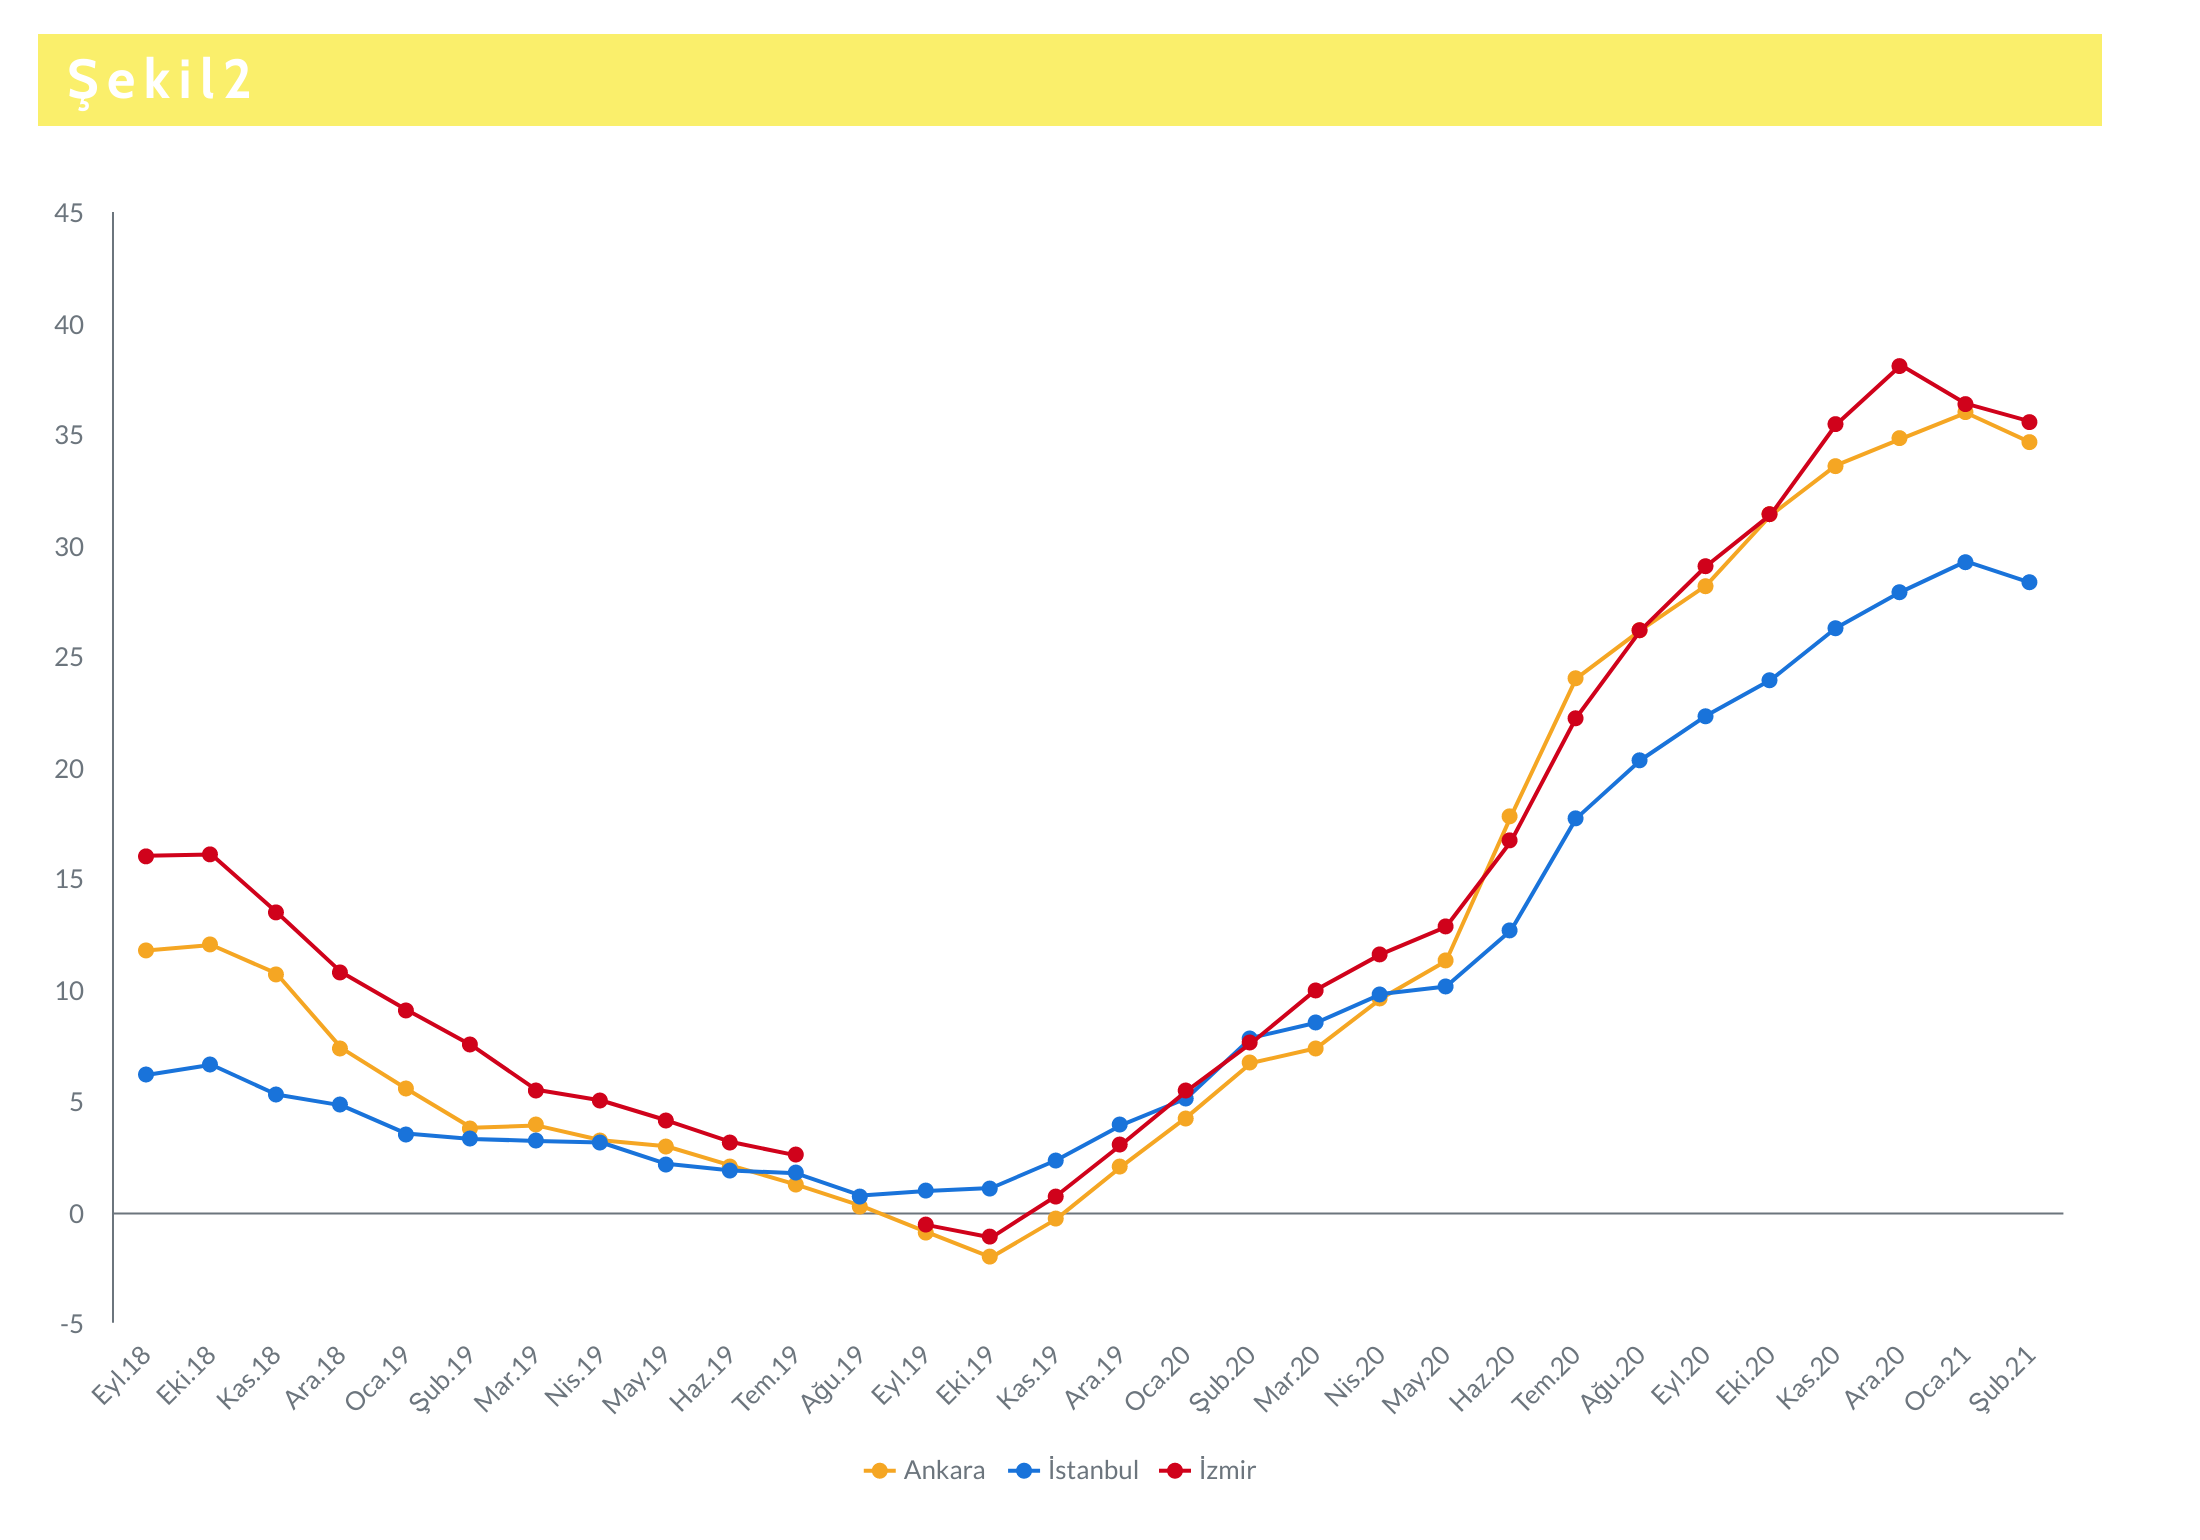 Şekil2
45
40
35
30
25
20
15
10
5
0
-5
Eyl.18
Eki.18
Kas.18
Ara.18
Oca.19
Şub.19
Mar.19
Nis.19
May.19
Haz.19
Tem.19
Ağu.19
Eyl.19
Eki.19
Kas.19
Ara.19
Oca.20
Şub.20
Mar.20
Nis.20
May.20
Haz.20
Tem.20
Ağu.20
Eyl.20
Eki.20
Kas.20
Ara.20
Oca.21
Şub.21
Ankara İstanbul İzmir